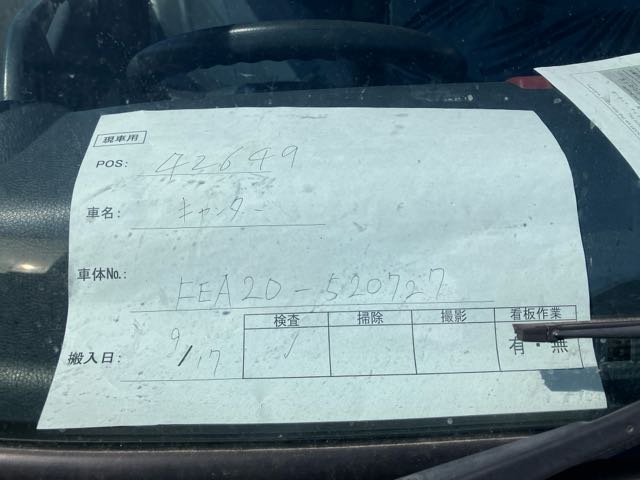 現車用
POS: 42649
車名: キャンター
車体No.: FEA20-520727
検査 掃除 撮影 看板作業
搬入日: 9/17 ✓ 有・無